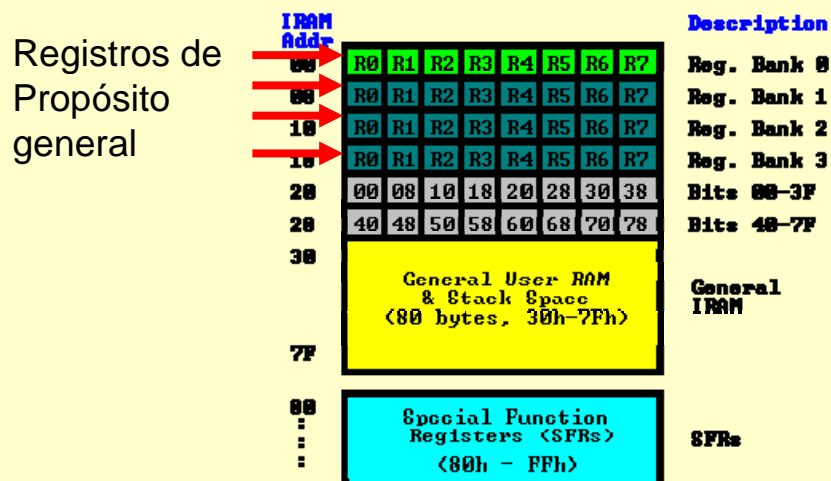 Registros de
Propósito
general
IRAM
Addr
Description
00 R0 R1 R2 R3 R4 R5 R6 R7 Reg. Bank 0
R0 R1 R2 R3 R4 R5 R6 R7 Reg. Bank 1
10 R0 R1 R2 R3 R4 R5 R6 R7 Reg. Bank 2
R0 R1 R2 R3 R4 R5 R6 R7 Reg. Bank 3
20 00 08 10 18 20 28 30 38 Bits 00-3F
40 48 50 58 60 68 70 78 Bits 40-7F
30
General User RAM
& Stack Space
(80 bytes, 30h-7Fh)
General
IRAM
7F
Special Function
Registers (SFRs)
(80h - FFh)
SFRs